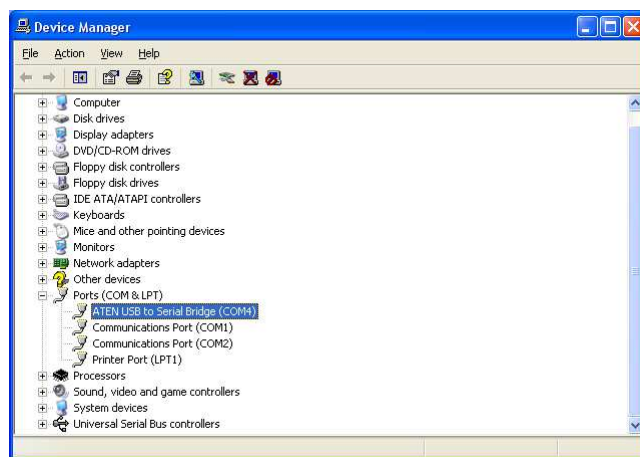 Device Manager
File Action View Help
Computer
Disk drives
Display adapters
DVD/CD-ROM drives
Floppy disk controllers
Floppy disk drives
IDE ATA/ATAPI controllers
Keyboards
Mice and other pointing devices
Monitors
Network adapters
Other devices
Ports (COM & LPT)
ATEN USB to Serial Bridge (COM4)
Communications Port (COM1)
Communications Port (COM2)
Printer Port (LPT1)
Processors
Sound, video and game controllers
System devices
Universal Serial Bus controllers